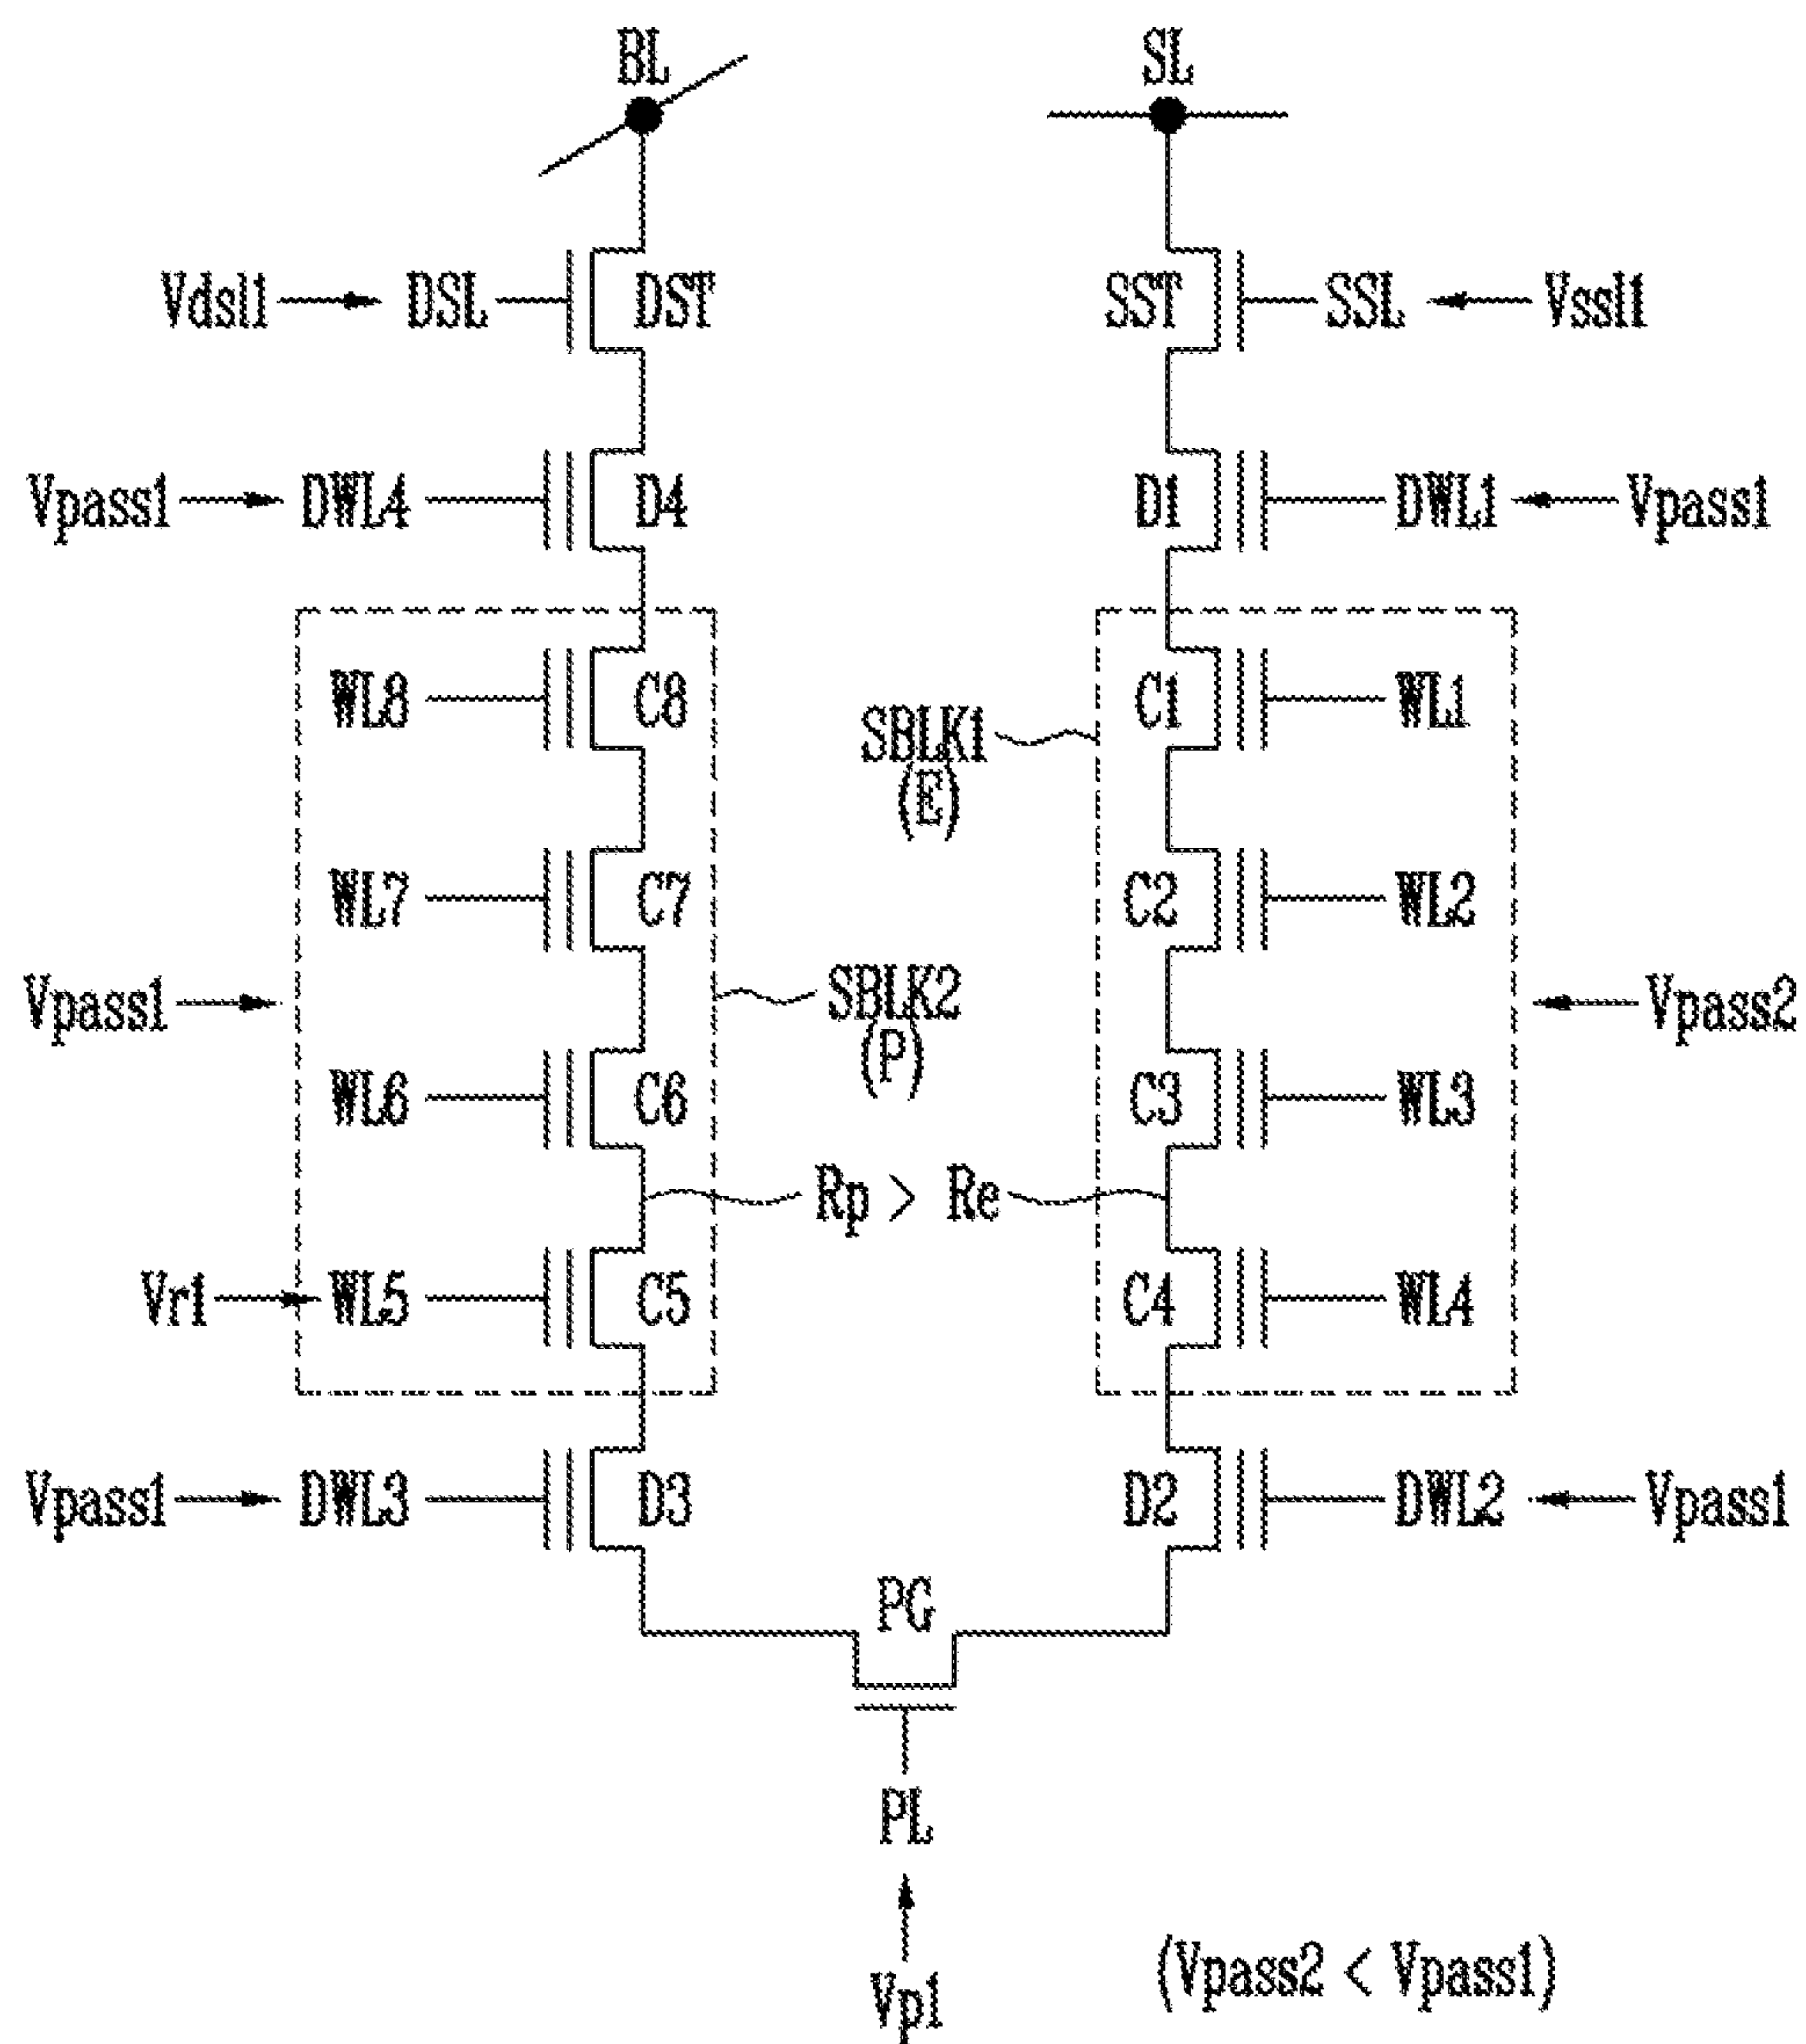 BL SL
Vdsl1 DSL DST SST SSL Vssl1
Vpass1 DWL4 D4 D1 DWL1 Vpass1
WL8 C8 C1 WL1
SBLK1
(E)
WL7 C7 C2 WL2
Vpass1 SBLK2 Vpass2
(P)
WL6 C6 C3 WL3
Rp > Re
Vr1 WL5 C5 C4 WL4
Vpass1 DWL3 D3 D2 DWL2 Vpass1
PG
PL
Vp1
(Vpass2 < Vpass1)